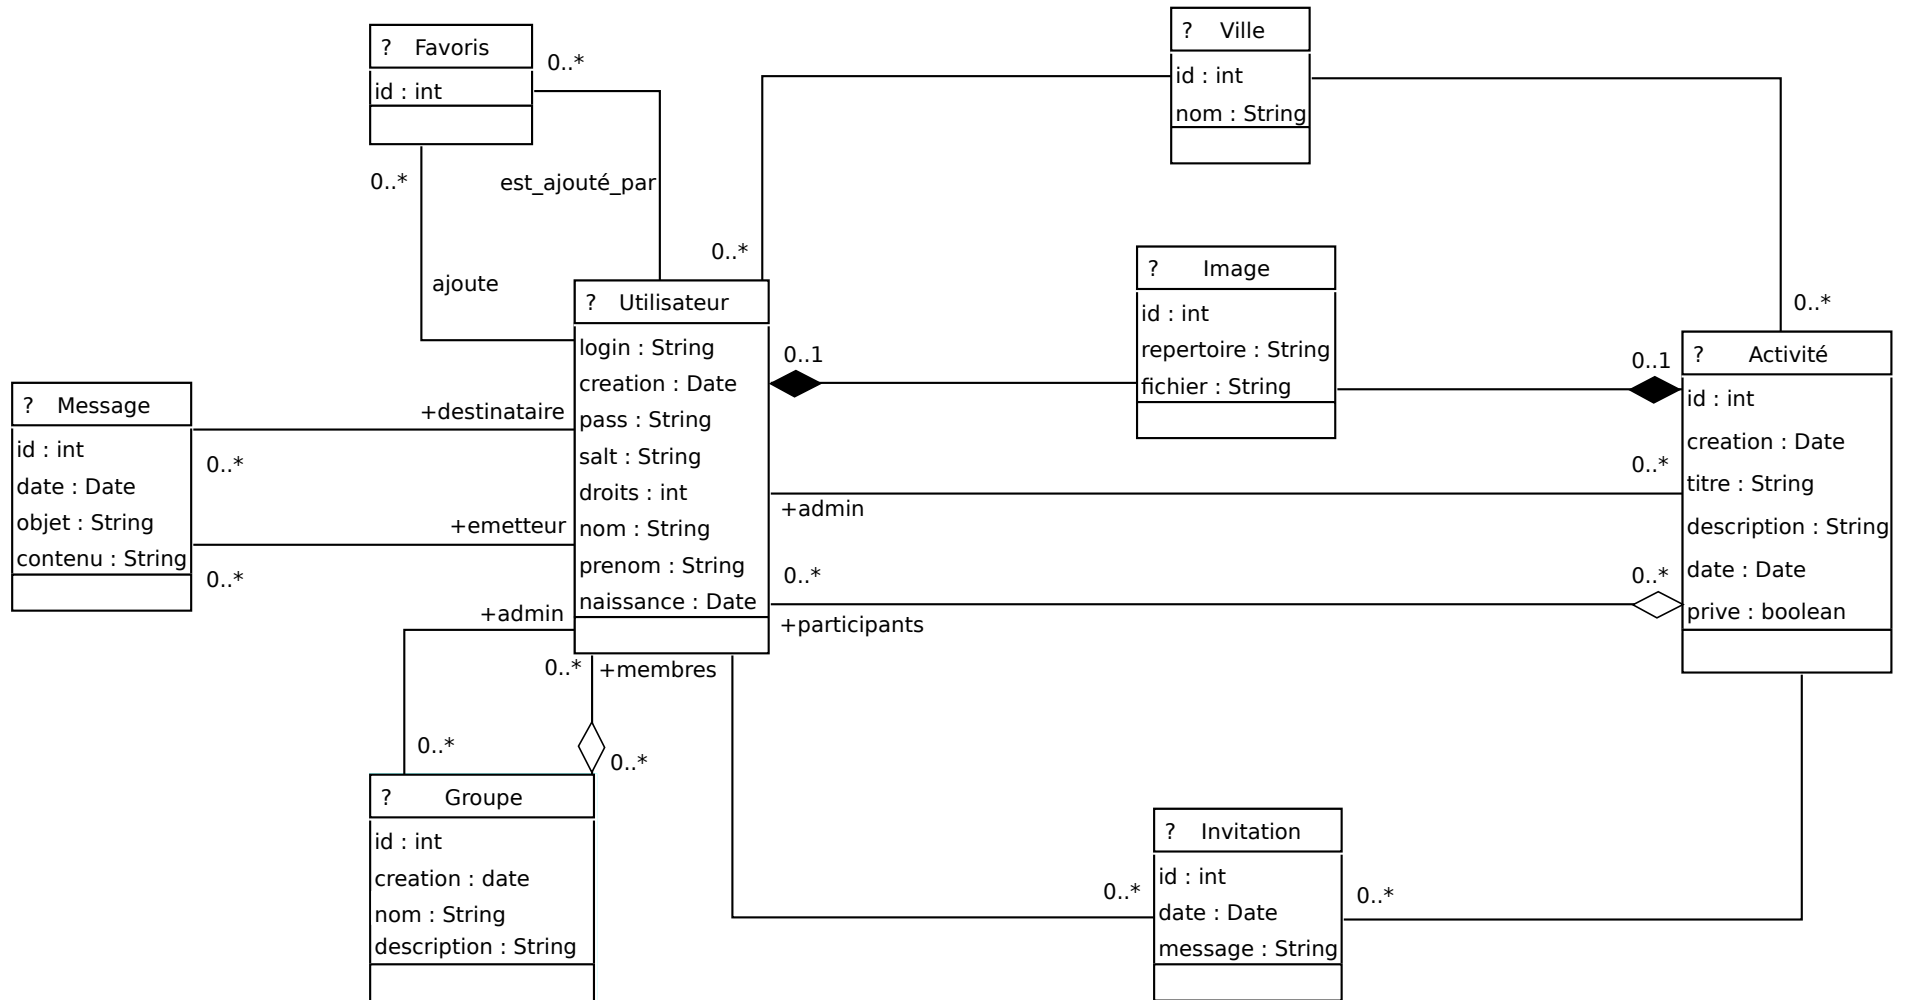 ? Favoris
id : int
0..*
0..*
est_ajouté_par
ajoute
? Ville
id : int
nom : String
0..*
0..*
? Image
id : int
repertoire : String
fichier : String
0..1
0..1
? Utilisateur
login : String
creation : Date
pass : String
salt : String
droits : int
nom : String
prenom : String
naissance : Date
? Activité
id : int
creation : Date
titre : String
description : String
date : Date
prive : boolean
? Message
id : int
date : Date
objet : String
contenu : String
+destinataire
0..*
+emetteur
0..*
0..*
+admin
0..*
0..*
+participants
+admin
0..*
+membres
0..*
0..*
? Groupe
id : int
creation : date
nom : String
description : String
? Invitation
id : int
date : Date
message : String
0..*
0..*